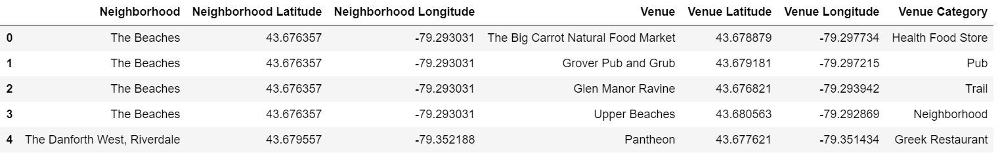 Neighborhood Neighborhood Latitude Neighborhood Longitude Venue Venue Latitude Venue Longitude Venue Category
0 The Beaches 43.676357 -79.293031 The Big Carrot Natural Food Market 43.678879 -79.297734 Health Food Store
1 The Beaches 43.676357 -79.293031 Grover Pub and Grub 43.679181 -79.297215 Pub
2 The Beaches 43.676357 -79.293031 Glen Manor Ravine 43.676821 -79.293942 Trail
3 The Beaches 43.676357 -79.293031 Upper Beaches 43.680563 -79.292869 Neighborhood
4 The Danforth West, Riverdale 43.679557 -79.352188 Pantheon 43.677621 -79.351434 Greek Restaurant